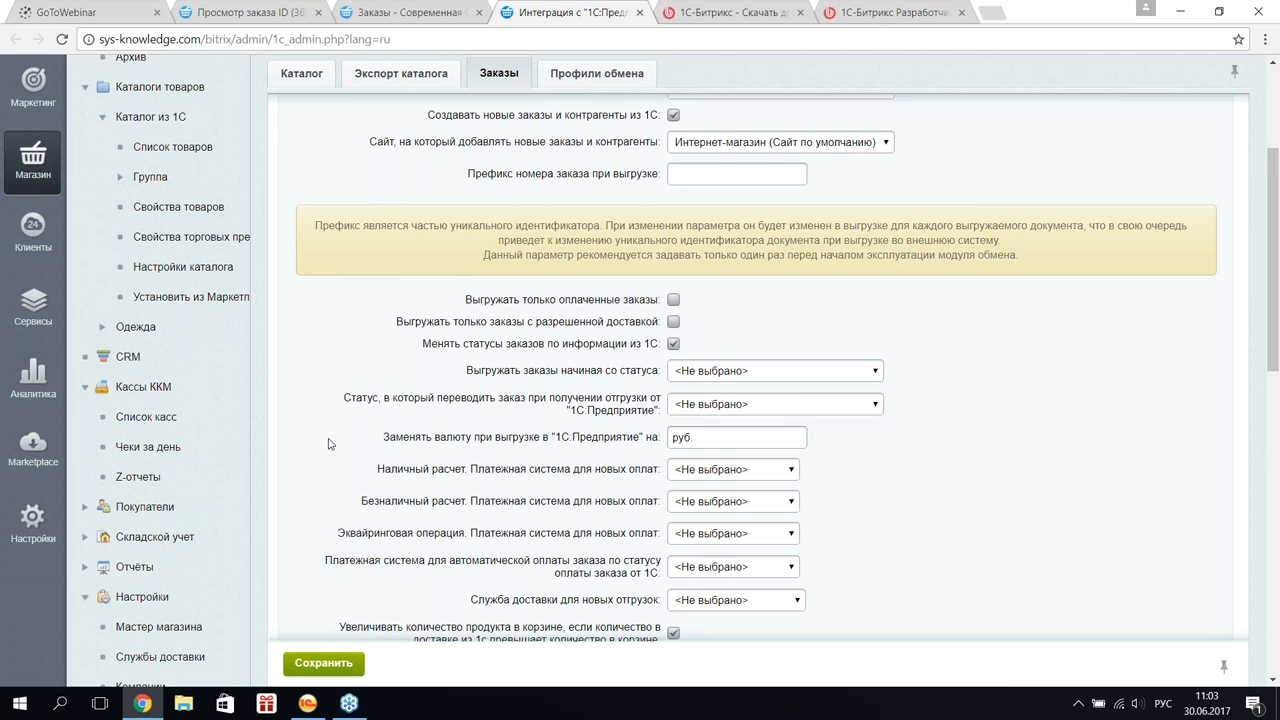 GoToWebinar
Просмотр заказа ID (36
Заказы - Современная
Интеграция с "1С:Пред
1С-Битрикс - Скачать д
1С-Битрикс Разработчи
sys-knowledge.com/bitrix/admin/1c_admin.php?lang=ru
Маркетинг
Магазин
24
Клиенты
Сервисы
Аналитика
Marketplace
Настройки
Архив
Каталоги товаров
Каталог из 1С
Список товаров
Группа
Свойства товаров
Свойства торговых пре
Настройки каталога
Установить из Маркетп
Одежда
CRM
Кассы ККМ
Список касс
Чеки за день
Z-отчеты
Покупатели
Складской учет
Отчёты
Настройки
Мастер магазина
Службы доставки
Каталог
Экспорт каталога
Заказы
Профили обмена
Создавать новые заказы и контрагенты из 1С:
Сайт, на который добавлять новые заказы и контрагенты: Интернет-магазин (Сайт по умолчанию)
Префикс номера заказа при выгрузке:
Префикс является частью уникального идентификатора. При изменении параметра он будет изменен в выгрузке для каждого выгружаемого документа, что в свою очередь
приведет к изменению уникального идентификатора документа при выгрузке во внешнюю систему.
Данный параметр рекомендуется задавать только один раз перед началом эксплуатации модуля обмена.
Выгружать только оплаченные заказы:
Выгружать только заказы с разрешенной доставкой:
Менять статусы заказов по информации из 1С:
Выгружать заказы начиная со статуса: <Не выбрано>
Статус, в который переводить заказ при получении отгрузки от
"1С:Предприятие": <Не выбрано>
Заменять валюту при выгрузке в "1С:Предприятие" на: руб.
Наличный расчет. Платежная система для новых оплат: <Не выбрано>
Безналичный расчет. Платежная система для новых оплат: <Не выбрано>
Эквайринговая операция. Платежная система для новых оплат: <Не выбрано>
Платежная система для автоматической оплаты заказа по статусу
оплаты заказа от 1С: <Не выбрано>
Служба доставки для новых отгрузок: <Не выбрано>
Увеличивать количество продукта в корзине, если количество в
доставке из 1с превышает количество в корзине:
Сохранить
РУС
11:03
30.06.2017
1